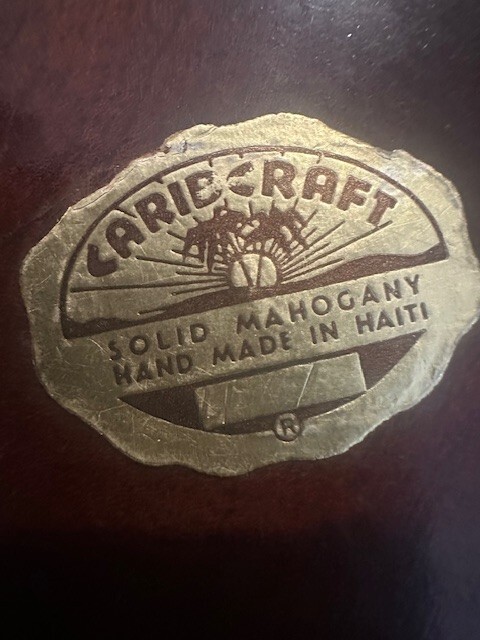 CARIBCRAFT
SOLID MAHOGANY
HAND MADE IN HAITI
®